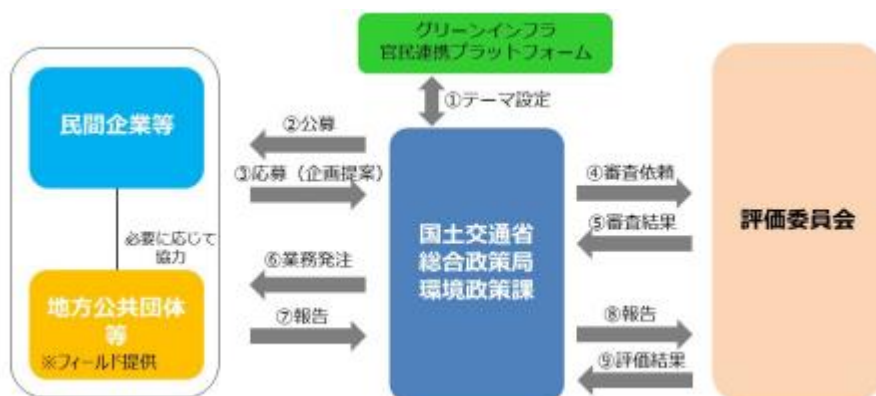 グリーンインフラ
官民連携プラットフォーム
①テーマ設定
民間企業等
②公募
③応募（企画提案）
必要に応じて
協力
地方公共団体
等
※フィールド提供
⑥業務発注
⑦報告
国土交通省
総合政策局
環境政策課
④審査依頼
⑤審査結果
⑧報告
⑨評価結果
評価委員会